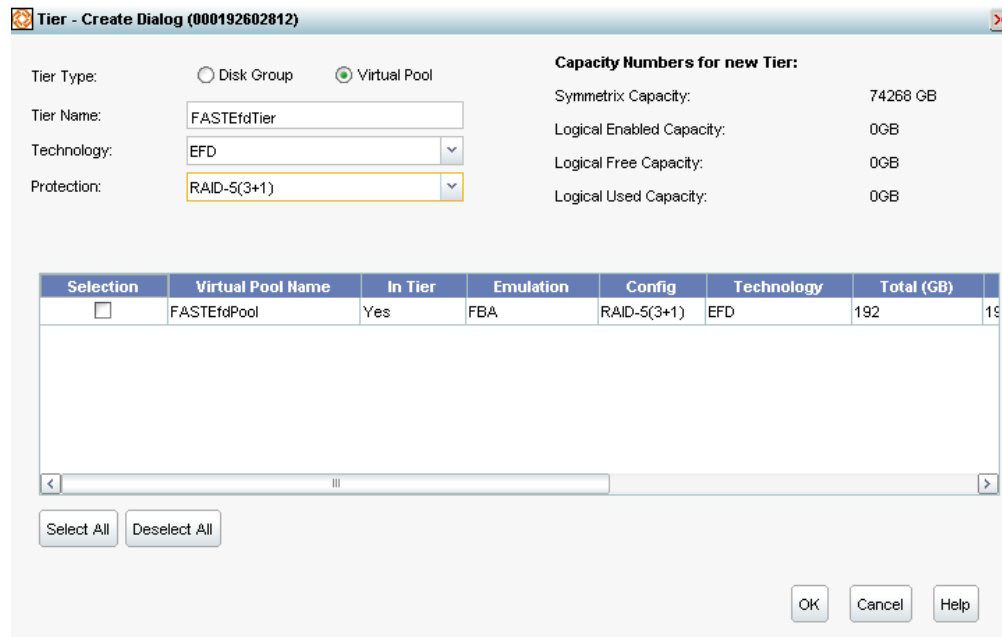 Tier - Create Dialog (000192602812)
Tier Type:
Disk Group
Virtual Pool
Tier Name:
FASTEfdTier
Technology:
EFD
Protection:
RAID-5(3+1)
Capacity Numbers for new Tier:
Symmetrix Capacity: 74268 GB
Logical Enabled Capacity: 0GB
Logical Free Capacity: 0GB
Logical Used Capacity: 0GB
Selection Virtual Pool Name In Tier Emulation Config Technology Total (GB)
FASTEfdPool Yes FBA RAID-5(3+1) EFD 192
Select All Deselect All
OK Cancel Help